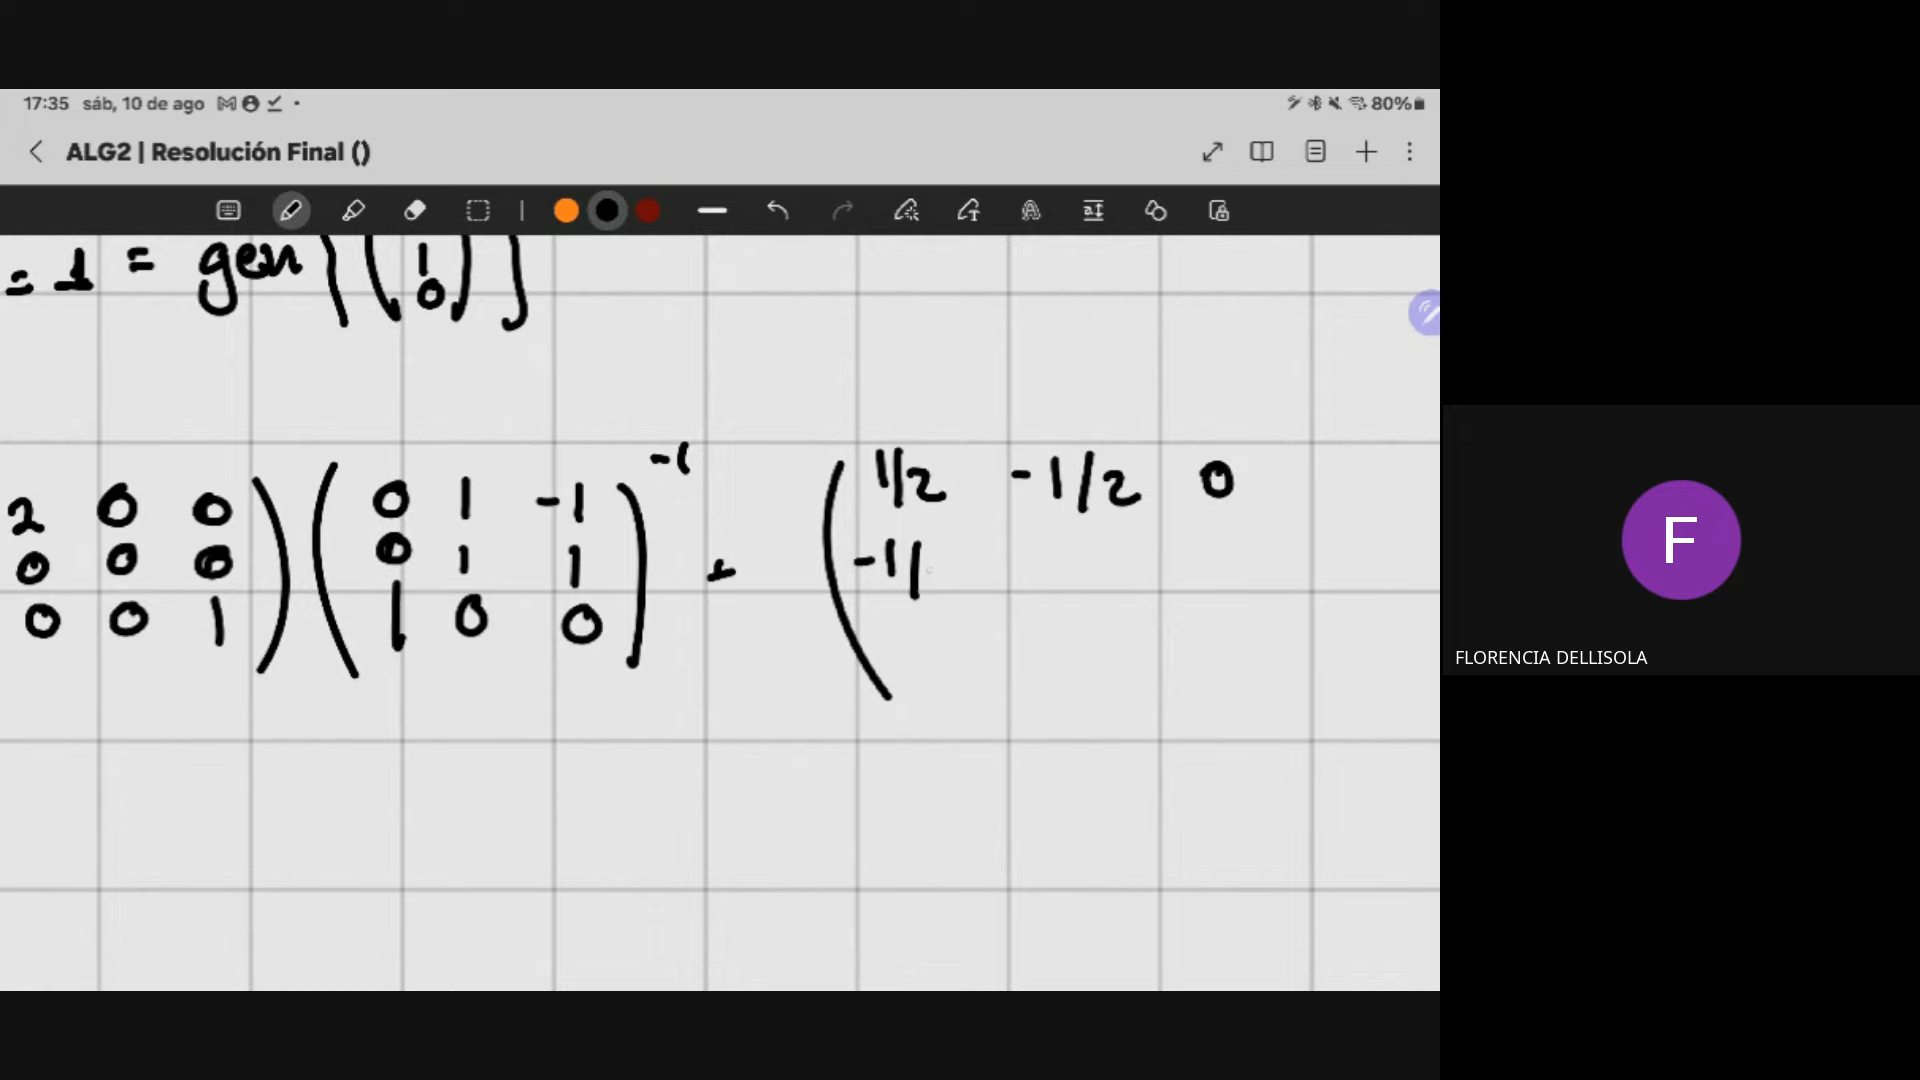 17:35 sáb, 10 de ago 80%
ALG2 | Resolución Final ()
= 1 = gen { ( 1
0 ) }
2 0 0 ) ( 0 1 -1 )⁻¹ = ( 1/2 -1/2 0
0 0 0 0 1 1 -1/
0 0 1 1 0 0
F
FLORENCIA DELLISOLA